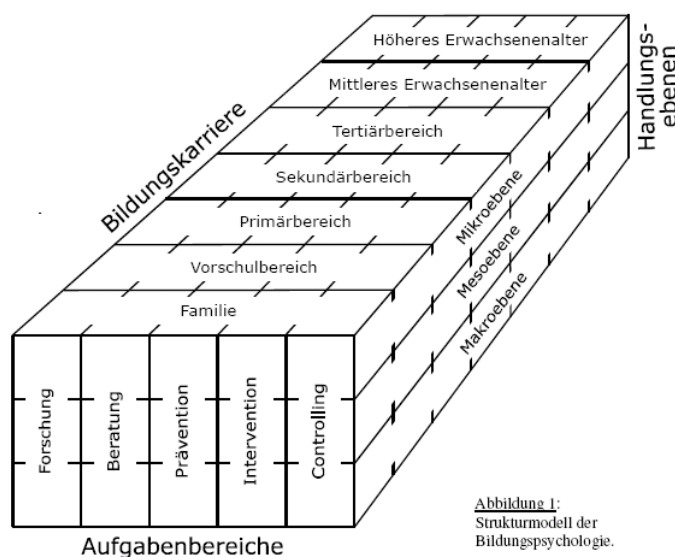 Höheres Erwachsenenalter
Mittleres Erwachsenenalter
Tertiärbereich
Sekundärbereich
Primärbereich
Vorschulbereich
Familie
Bildungskarriere
Handlungs-
ebenen
Mikroebene
Mesoebene
Makroebene
Forschung
Beratung
Prävention
Intervention
Controlling
Aufgabenbereiche
Abbildung 1:
Strukturmodell der
Bildungspsychologie.